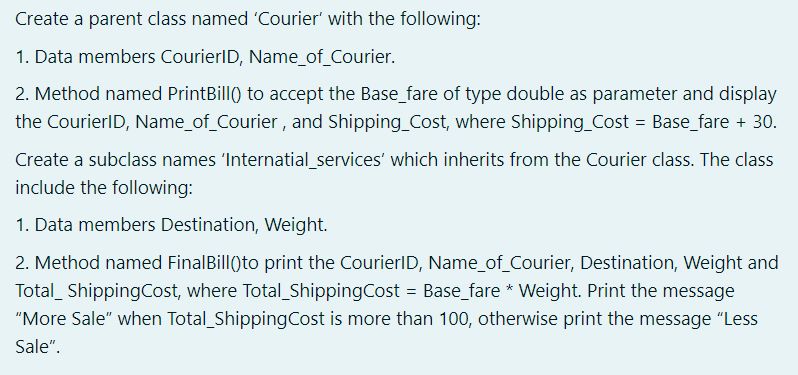 Create a parent class named ‘Courier’ with the following:
1. Data members CourierID, Name_of_Courier.
2. Method named PrintBill() to accept the Base_fare of type double as parameter and display
the CourierID, Name_of_Courier , and Shipping_Cost, where Shipping_Cost = Base_fare + 30.
Create a subclass names ‘Internatial_services’ which inherits from the Courier class. The class
include the following:
1. Data members Destination, Weight.
2. Method named FinalBill()to print the CourierID, Name_of_Courier, Destination, Weight and
Total_ ShippingCost, where Total_ShippingCost = Base_fare * Weight. Print the message
“More Sale” when Total_ShippingCost is more than 100, otherwise print the message “Less
Sale”.